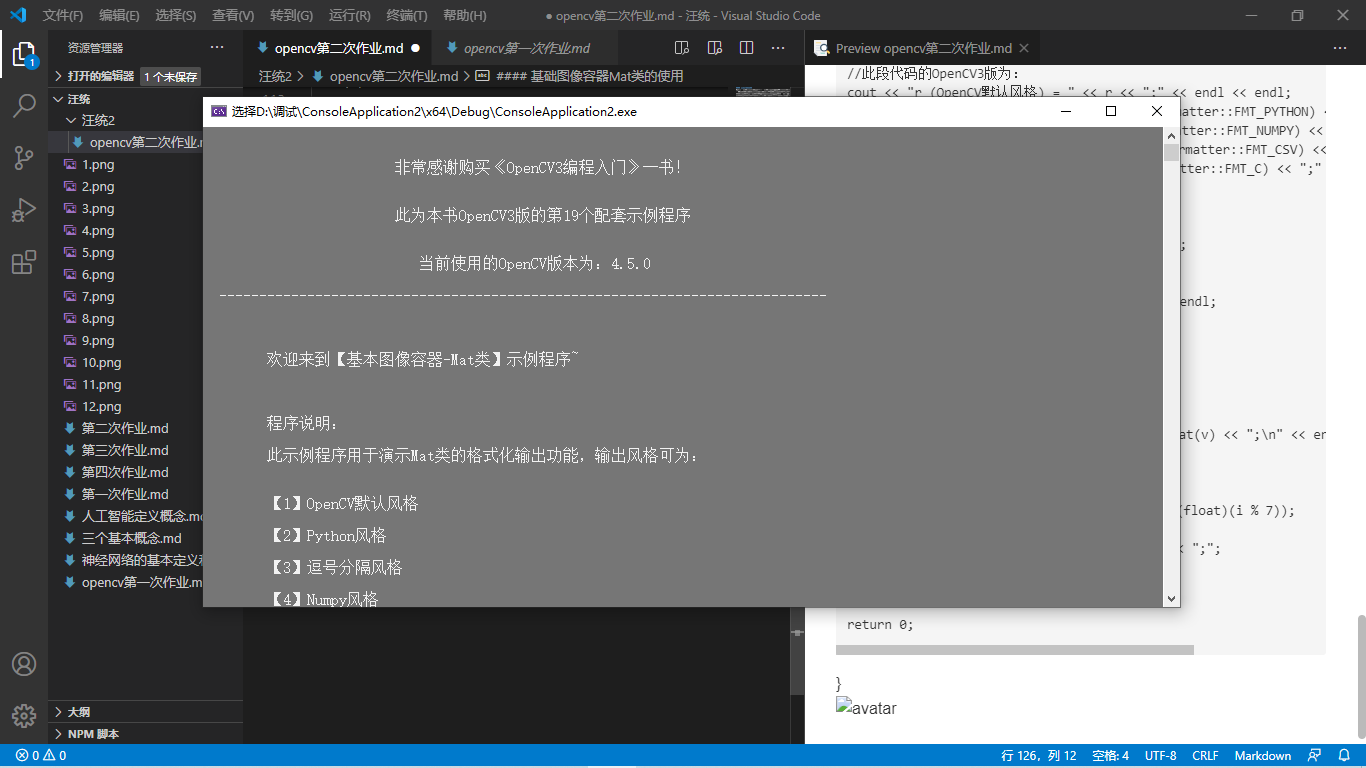 文件(F) 编辑(E) 选择(S) 查看(V) 转到(G) 运行(R) 终端(T) 帮助(H) ● opencv第二次作业.md - 汪统 - Visual Studio Code
资源管理器
打开的编辑器 1 个未保存
汪统
汪统2
opencv第二次作业.
1.png
2.png
3.png
4.png
5.png
6.png
7.png
8.png
9.png
10.png
11.png
12.png
第二次作业.md
第三次作业.md
第四次作业.md
第一次作业.md
人工智能定义概念.m
三个基本概念.md
神经网络的基本定义
opencv第一次作业.m
大纲
NPM 脚本
1
opencv第二次作业.md
opencv第一次作业.md
汪统2 > opencv第二次作业.md > #### 基础图像容器Mat类的使用
选择D:\调试\ConsoleApplication2\x64\Debug\ConsoleApplication2.exe
非常感谢购买《OpenCV3编程入门》一书!
此为本书OpenCV3版的第19个配套示例程序
当前使用的OpenCV版本为: 4.5.0
----------------------------------------------------------------------------
欢迎来到【基本图像容器-Mat类】示例程序~
程序说明:
此示例程序用于演示Mat类的格式化输出功能，输出风格可为:
【1】OpenCV默认风格
【2】Python风格
【3】逗号分隔风格
【4】Numpy风格
Preview opencv第二次作业.md
//此段代码的OpenCV3版为:
cout << "r (OpenCV默认风格) = " << r << ";" << endl << endl;
tter::FMT_PYTHON)
tter::FMT_NUMPY) <<
rmatter::FMT_CSV) <<
tter::FMT_C) << ";"
;
endl;
at(v) << ";\n" << en
(float)(i % 7));
< ";";
return 0;
}
avatar
0 0 行 126，列 12 空格: 4 UTF-8 CRLF Markdown